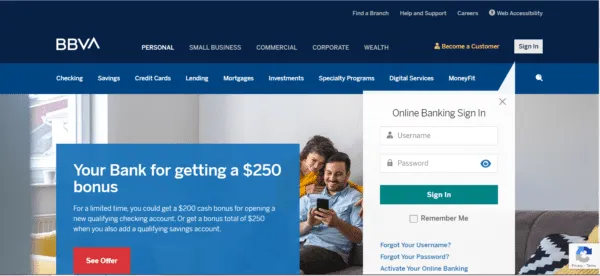 Find a Branch Help and Support Careers Web Accessibility
BBVA PERSONAL SMALL BUSINESS COMMERCIAL CORPORATE WEALTH Become a Customer Sign In
Checking Savings Credit Cards Lending Mortgages Investments Specialty Programs Digital Services MoneyFit
Online Banking Sign In
Username
Password
Sign In
Remember Me
Forgot Your Username?
Forgot Your Password?
Activate Your Online Banking
Your Bank for getting a $250
bonus
For a limited time, you could get a $200 cash bonus for opening a
new qualifying checking account. Or get a bonus total of $250
when you also add a qualifying savings account.
See Offer
Privacy - Terms